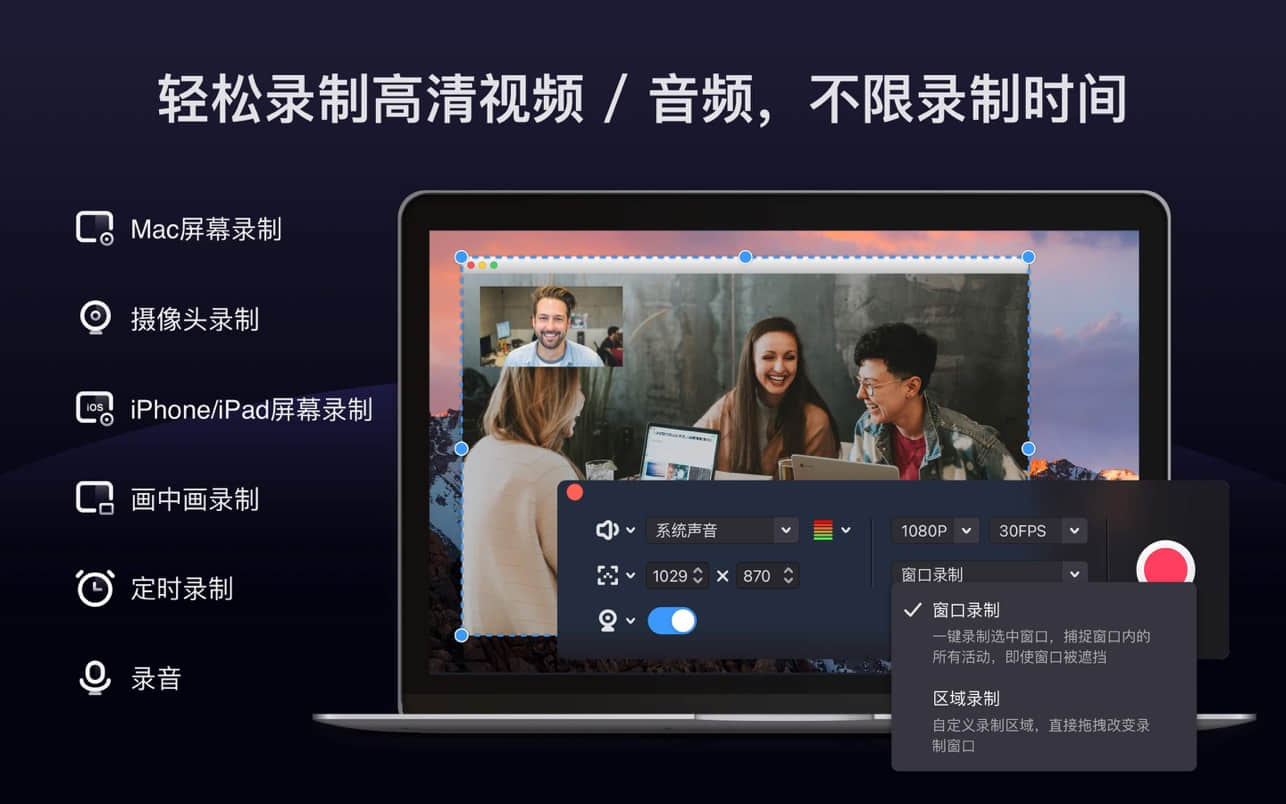 轻松录制高清视频 / 音频，不限录制时间
Mac屏幕录制
摄像头录制
iOS
iPhone/iPad屏幕录制
画中画录制
定时录制
录音
系统声音
1080P
30FPS
1029
×
870
窗口录制
窗口录制
一键录制选中窗口，捕捉窗口内的
所有活动，即使窗口被遮挡
区域录制
自定义录制区域，直接拖拽改变录
制窗口